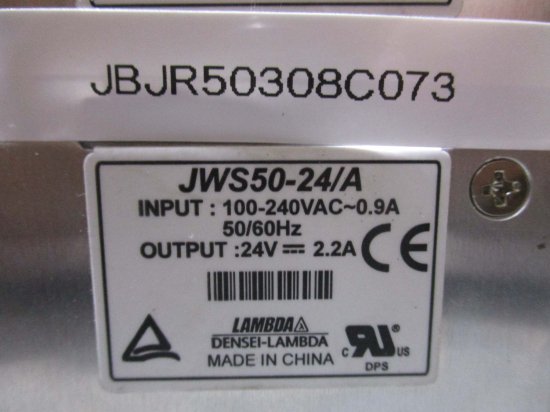 JBJR50308C073
JWS50-24/A
INPUT : 100-240VAC~0.9A
50/60Hz
OUTPUT :24V ⎓ 2.2A
CE
LAMBDA
DENSEI-LAMBDA
MADE IN CHINA
c RU US
DPS